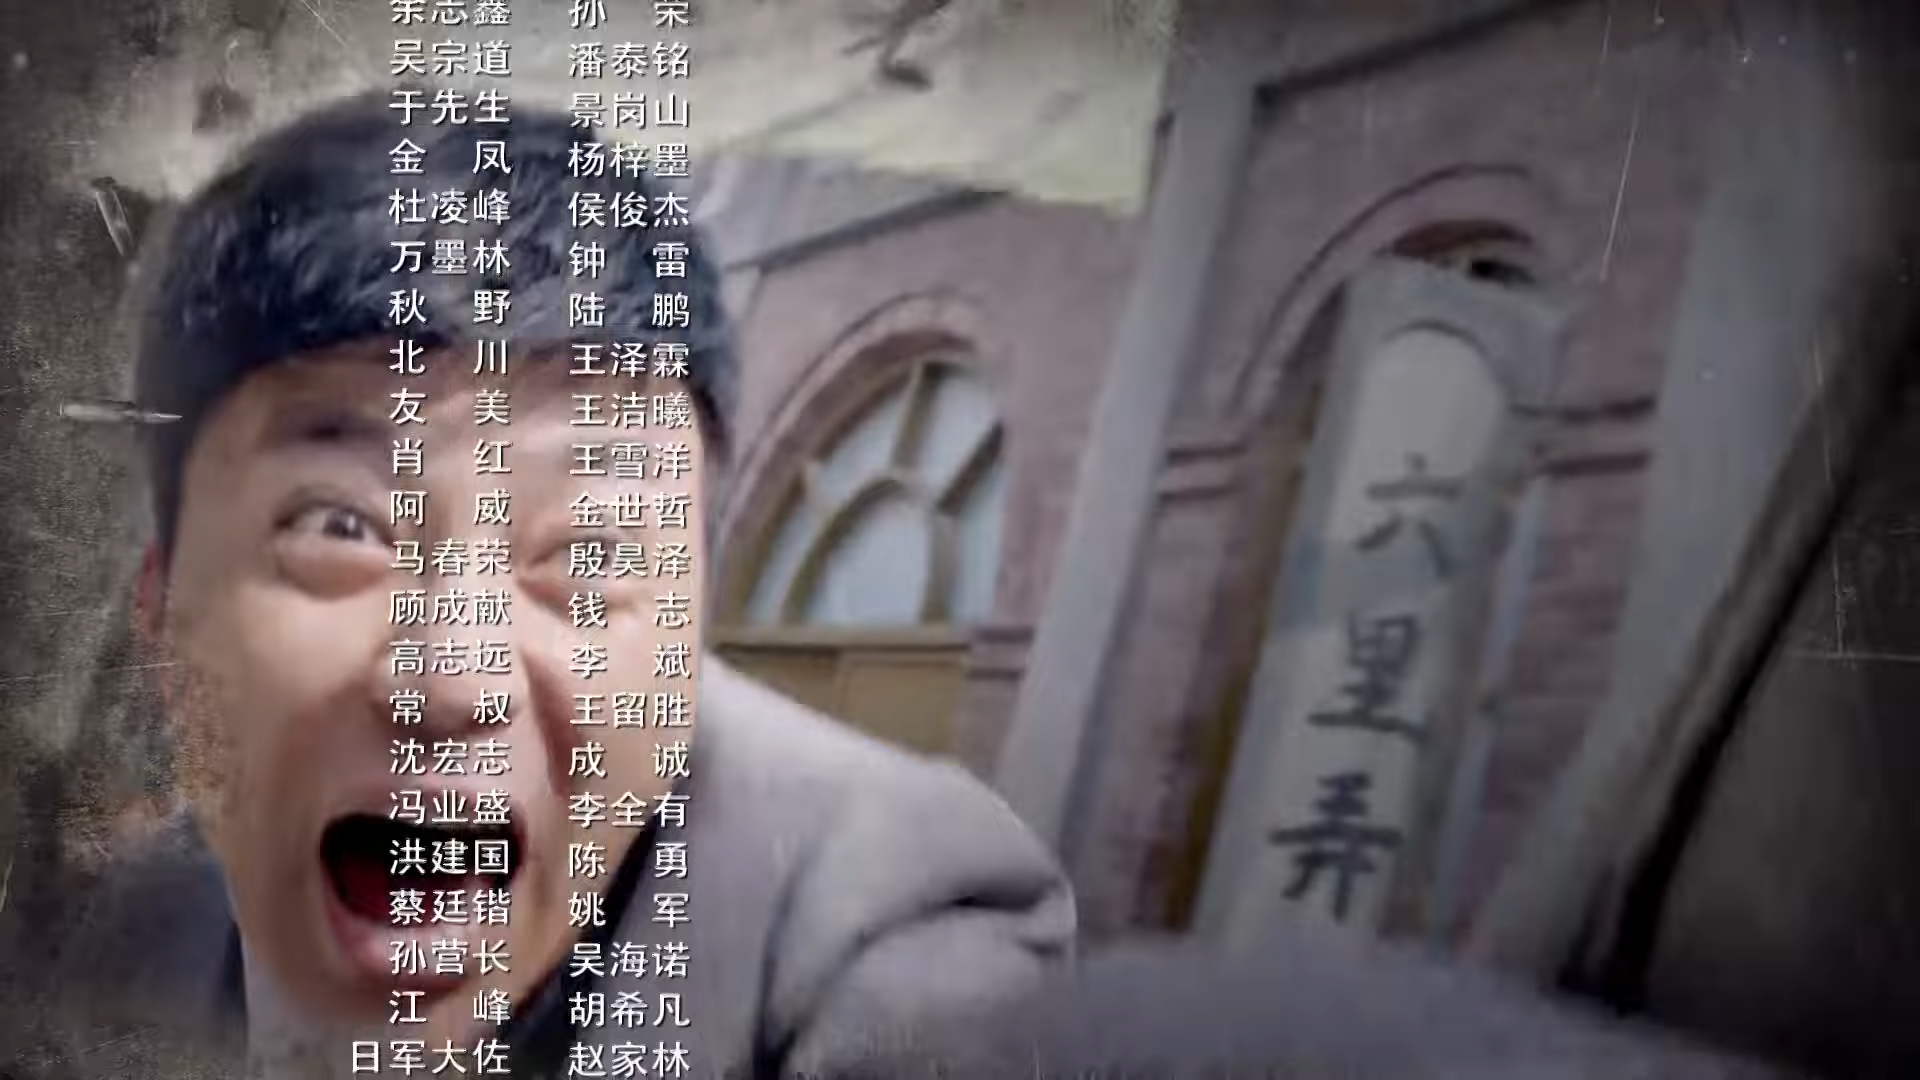 余志鑫 孙荣
吴宗道 潘泰铭
于先生 景岗山
金凤 杨梓墨
杜凌峰 侯俊杰
万墨林 钟雷
秋野 陆鹏
北川 王泽霖
友美 王洁曦
肖红 王雪洋
阿威 金世哲
马春荣 殷昊泽
顾成献 钱志
高志远 李斌
常叔 王留胜
沈宏志 成诚
冯业盛 李全有
洪建国 陈勇
蔡廷锴 姚军
孙营长 吴海诺
江峰 胡希凡
日军大佐 赵家林
六里弄